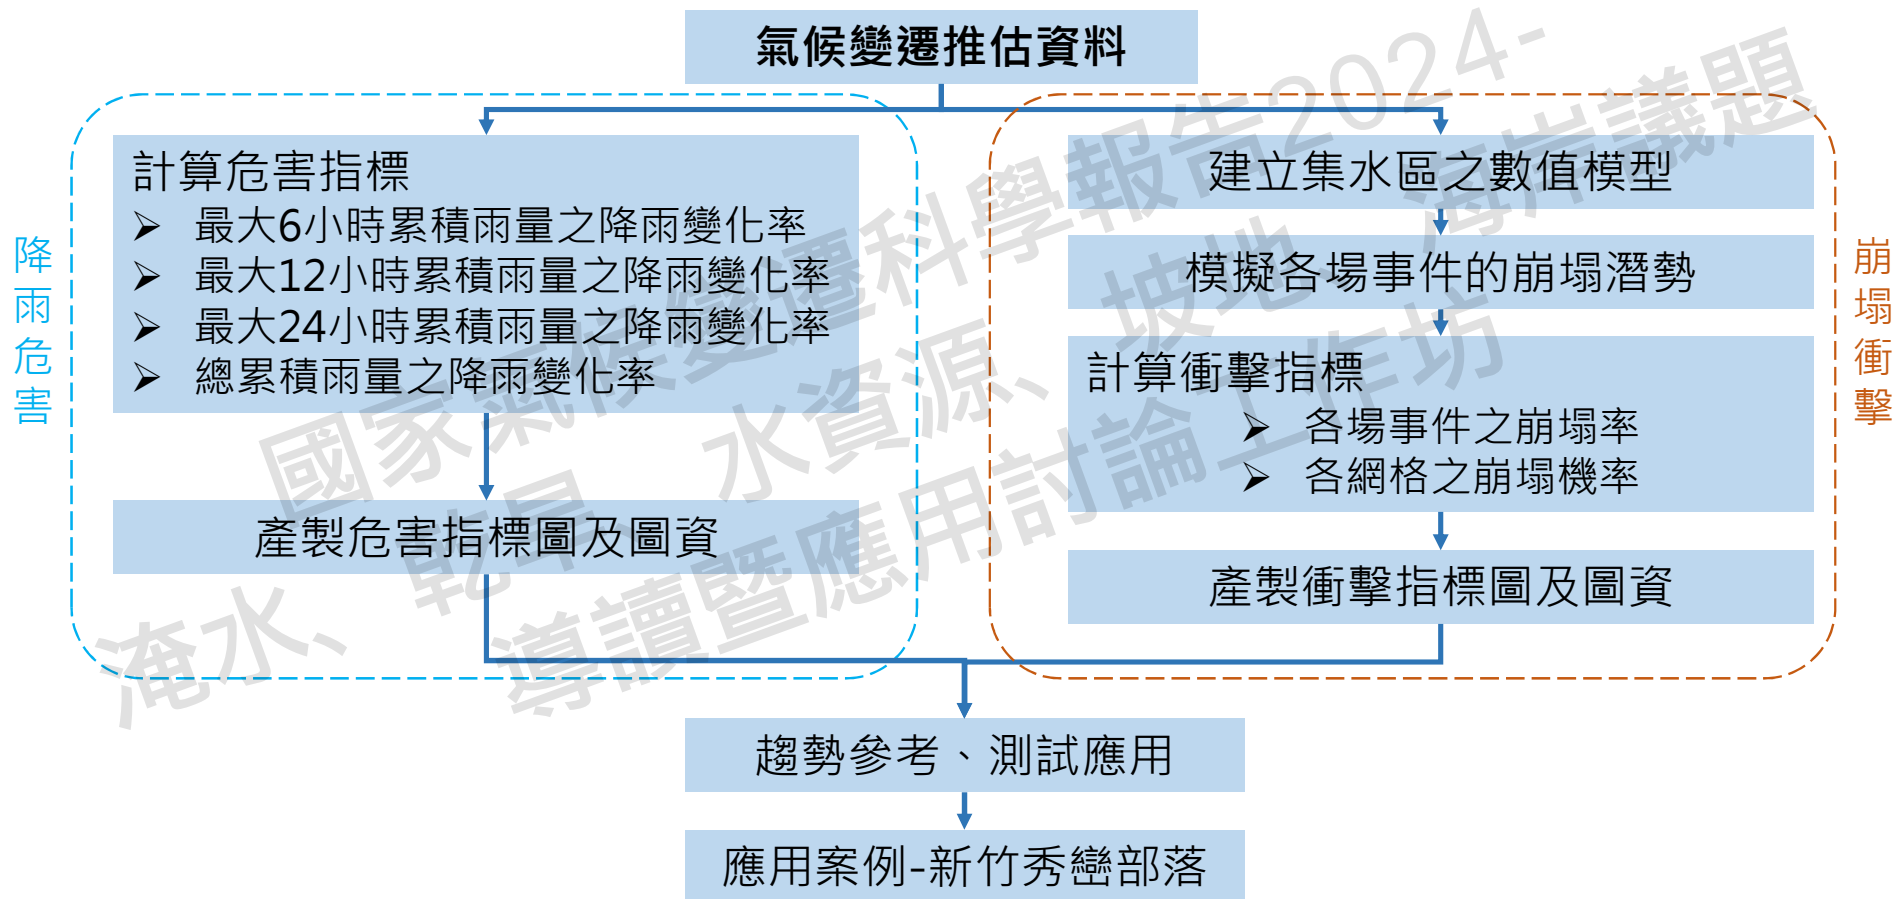 氣候變遷推估資料
降雨危害
計算危害指標
➢ 最大6小時累積雨量之降雨變化率
➢ 最大12小時累積雨量之降雨變化率
➢ 最大24小時累積雨量之降雨變化率
➢ 總累積雨量之降雨變化率
產製危害指標圖及圖資
崩塌衝擊
建立集水區之數值模型
模擬各場事件的崩塌潛勢
計算衝擊指標
➢ 各場事件之崩塌率
➢ 各網格之崩塌機率
產製衝擊指標圖及圖資
趨勢參考、測試應用
應用案例-新竹秀巒部落
國家氣候變遷科學報告2024-
淹水、乾旱、水資源、坡地、海岸議題
導讀暨應用討論工作坊